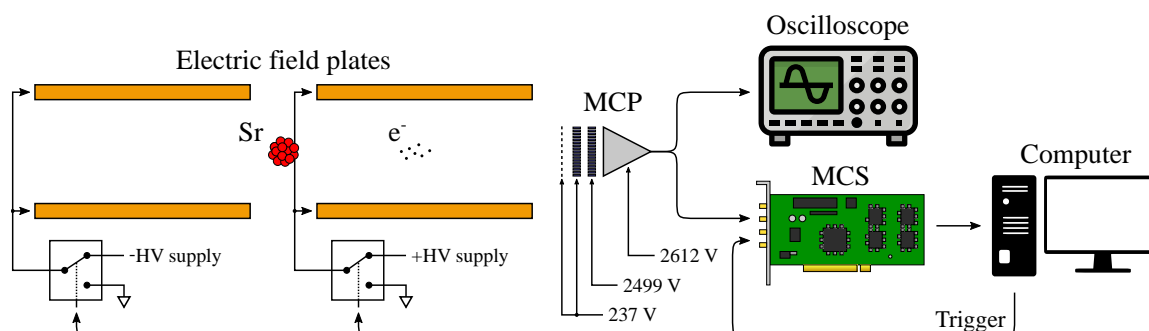 Oscilloscope
Electric field plates
MCP
Sr
e-
Computer
MCS
-HV supply
+HV supply
2612 V
2499 V
237 V
Trigger